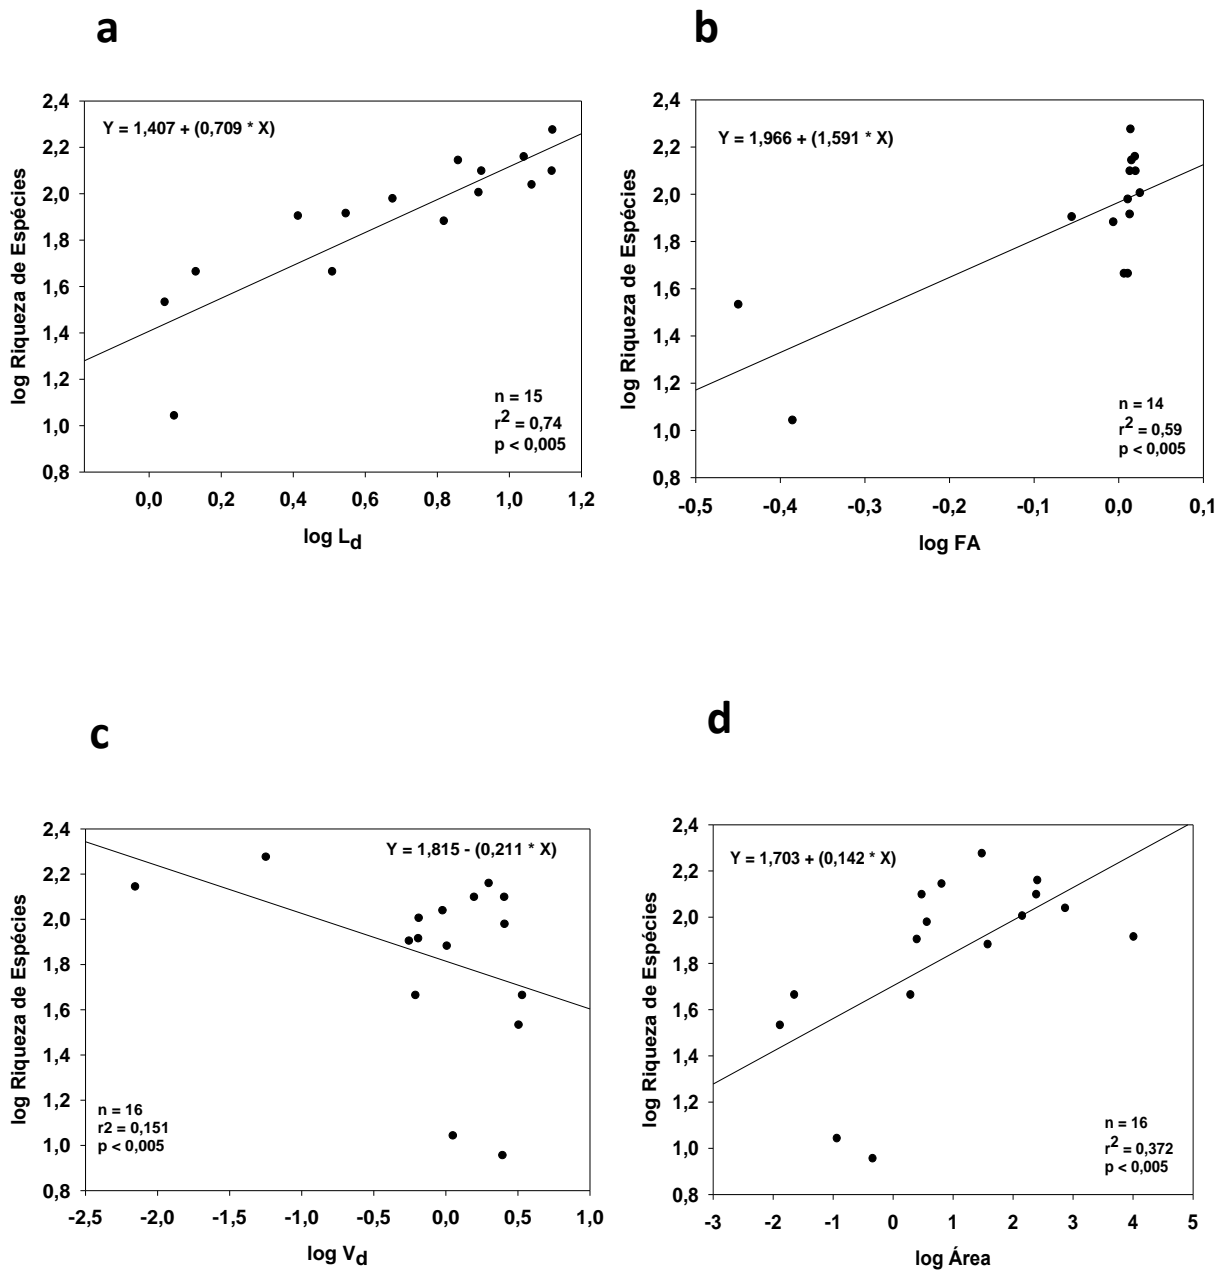 a
2,4
2,2
2,0
1,8
1,6
1,4
1,2
1,0
0,8
log Riqueza de Espécies
Y = 1,407 + (0,709 * X)
n = 15
r2 = 0,74
p < 0,005
0,0 0,2 0,4 0,6 0,8 1,0 1,2
log Ld
b
2,4
2,2
2,0
1,8
1,6
1,4
1,2
1,0
0,8
log Riqueza de Espécies
Y = 1,966 + (1,591 * X)
n = 14
r2 = 0,59
p < 0,005
-0,5 -0,4 -0,3 -0,2 -0,1 0,0 0,1
log FA
c
2,4
2,2
2,0
1,8
1,6
1,4
1,2
1,0
0,8
log Riqueza de Espécies
Y = 1,815 - (0,211 * X)
n = 16
r2 = 0,151
p < 0,005
-2,5 -2,0 -1,5 -1,0 -0,5 0,0 0,5 1,0
log Vd
d
2,4
2,2
2,0
1,8
1,6
1,4
1,2
1,0
0,8
log Riqueza de Espécies
Y = 1,703 + (0,142 * X)
n = 16
r2 = 0,372
p < 0,005
-3 -2 -1 0 1 2 3 4 5
log Área